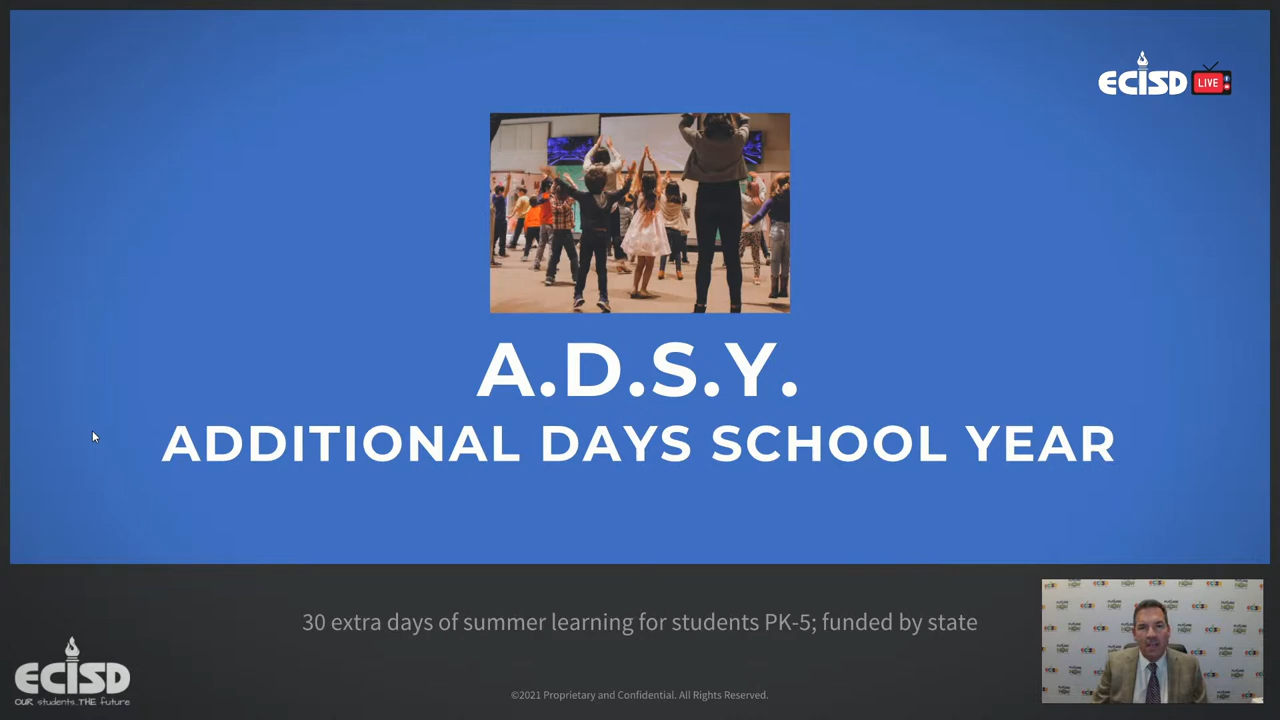 ECISD
LIVE
A.D.S.Y.
ADDITIONAL DAYS SCHOOL YEAR
30 extra days of summer learning for students PK-5; funded by state
ECISD
OUR students...THE future
©2021 Proprietary and Confidential. All Rights Reserved.